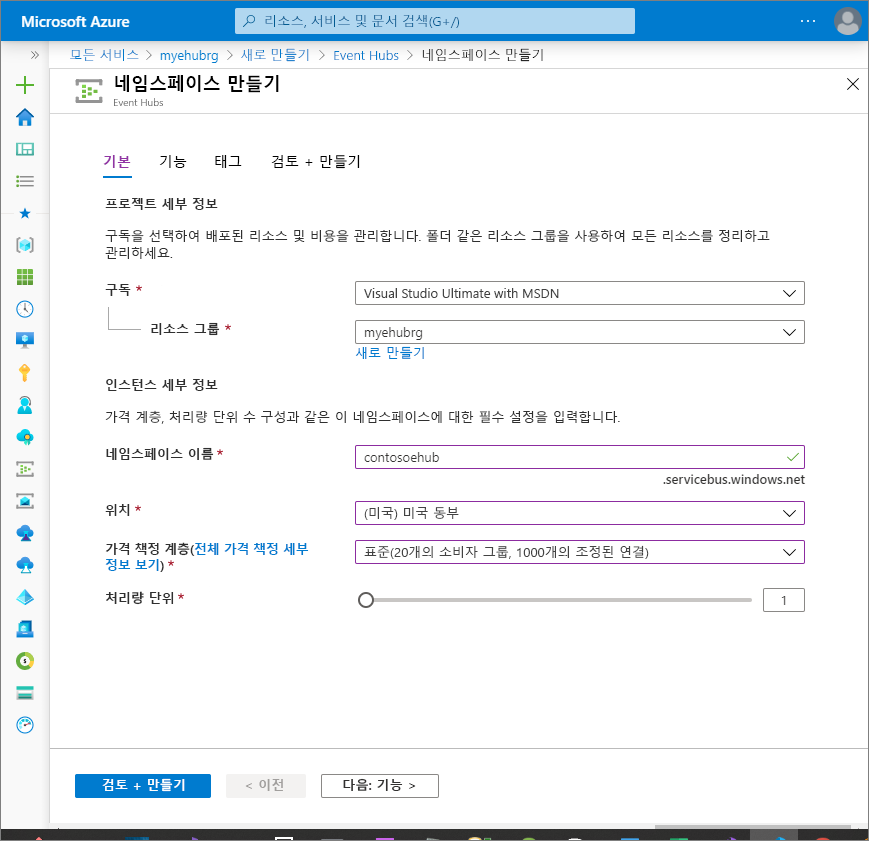 Microsoft Azure
리소스, 서비스 및 문서 검색(G+/)
모든 서비스 > myehubrg > 새로 만들기 > Event Hubs > 네임스페이스 만들기
네임스페이스 만들기
Event Hubs
기본 기능 태그 검토 + 만들기
프로젝트 세부 정보
구독을 선택하여 배포된 리소스 및 비용을 관리합니다. 폴더 같은 리소스 그룹을 사용하여 모든 리소스를 정리하고
관리하세요.
구독 * Visual Studio Ultimate with MSDN
리소스 그룹 * myehubrg
새로 만들기
인스턴스 세부 정보
가격 계층, 처리량 단위 수 구성과 같은 이 네임스페이스에 대한 필수 설정을 입력합니다.
네임스페이스 이름 * contosoehub
.servicebus.windows.net
위치 * (미국) 미국 동부
가격 책정 계층(전체 가격 책정 세부 표준(20개의 소비자 그룹, 1000개의 조정된 연결)
정보 보기) *
처리량 단위 * 1
검토 + 만들기 < 이전 다음: 기능 >